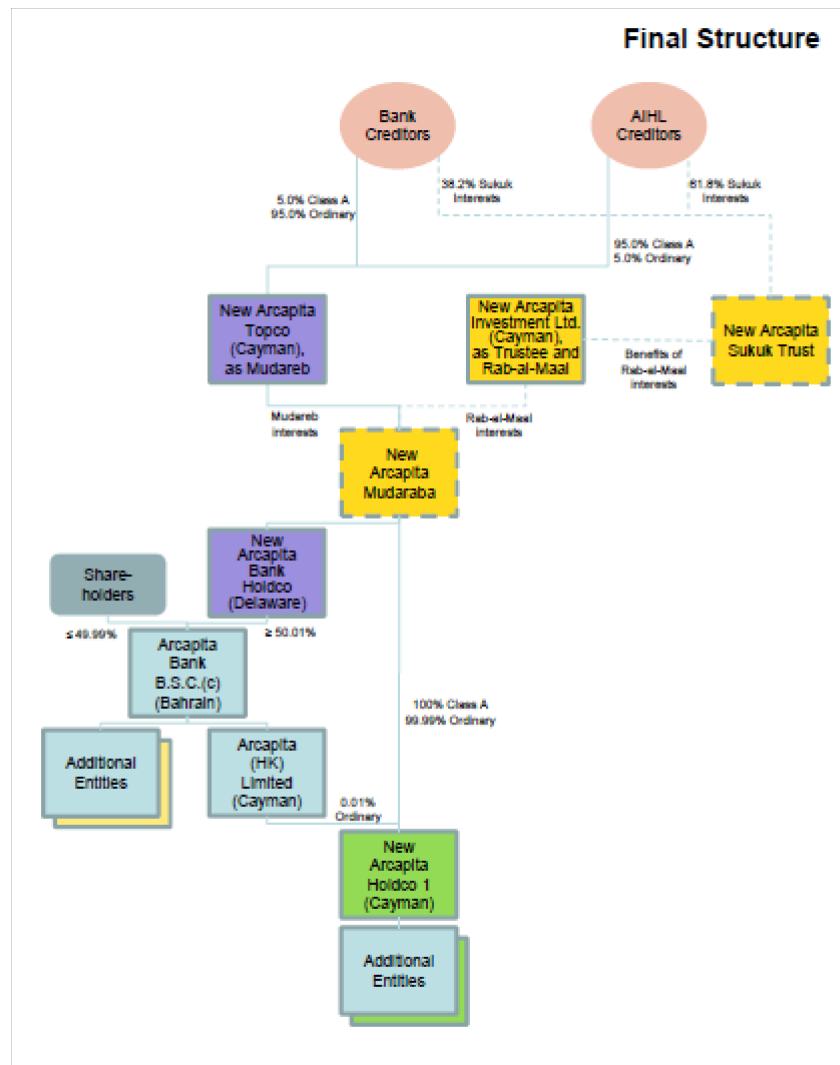 Final Structure
Bank
Creditors
AIHL
Creditors
5.0% Class A
95.0% Ordinary
38.2% Sukuk
Interests
61.8% Sukuk
Interests
95.0% Class A
5.0% Ordinary
New Arcapita
Topco
(Cayman),
as Mudareb
New Arcapita
Investment Ltd.
(Cayman),
as Trustee and
Rab-al-Maal
New Arcapita
Sukuk Trust
Benefits of
Rab-al-Maal
interests
Mudareb
interests
Rab-al-Maal
interests
New
Arcapita
Mudaraba
New
Arcapita
Bank
Holdco
(Delaware)
Share-
holders
≤ 49.99%
≥ 50.01%
Arcapita
Bank
B.S.C.(c)
(Bahrain)
100% Class A
99.99% Ordinary
Additional
Entities
Arcapita
(HK)
Limited
(Cayman)
0.01%
Ordinary
New
Arcapita
Holdco 1
(Cayman)
Additional
Entities